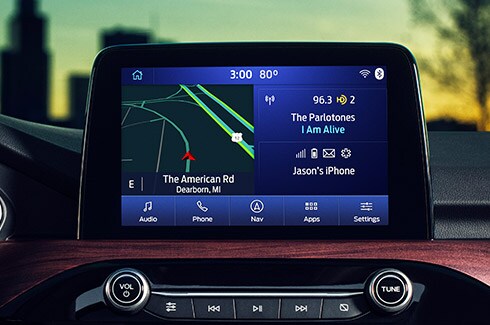 3:00 80°
96.3 HD 2
The Parlotones
I Am Alive
Jason's iPhone
E
The American Rd
Dearborn, MI
Audio
Phone
Nav
Apps
Settings
VOL
TUNE